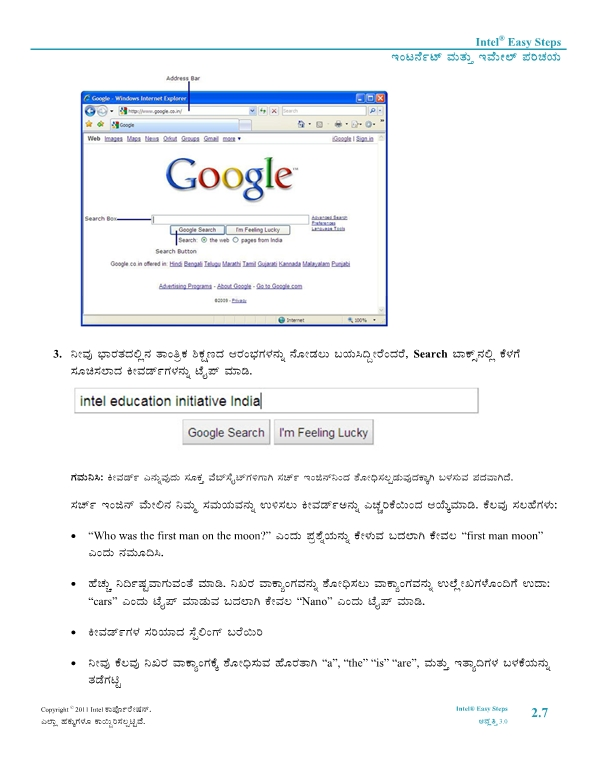 Intel® Easy Steps
ಇಂಟರ್ನೆಟ್ ಮತ್ತು ಇಮೇಲ್ ಪರಿಚಯ
Address Bar
Google - Windows Internet Explorer
http://www.google.co.in/
Search
Google
Web Images Maps News Orkut Groups Gmail more ▼
iGoogle | Sign in
Google™
Search Box
Advanced Search
Preferences
Language Tools
Google Search
I'm Feeling Lucky
Search: the web pages from India
Search Button
Google.co.in offered in: Hindi Bengali Telugu Marathi Tamil Gujarati Kannada Malayalam Punjabi
Advertising Programs - About Google - Go to Google.com
©2009 - Privacy
Internet
100%
3. ನೀವು ಭಾರತದಲ್ಲಿನ ತಾಂತ್ರಿಕ ಶಿಕ್ಷಣದ ಆರಂಭಗಳನ್ನು ನೋಡಲು ಬಯಸಿದ್ದೀರೆಂದರೆ, Search ಬಾಕ್ಸ್‌ನಲ್ಲಿ ಕೆಳಗೆ
ಸೂಚಿಸಲಾದ ಕೀವರ್ಡ್‌ಗಳನ್ನು ಟೈಪ್ ಮಾಡಿ.
intel education initiative India
Google Search
I'm Feeling Lucky
ಗಮನಿಸಿ: ಕೀವರ್ಡ್ ಎನ್ನುವುದು ಸೂಕ್ತ ವೆಬ್‌ಸೈಟ್‌ಗಳಿಗಾಗಿ ಸರ್ಚ್ ಇಂಜಿನ್‌ನಿಂದ ಶೋಧಿಸಲ್ಪಡುವುದಕ್ಕಾಗಿ ಬಳಸುವ ಪದವಾಗಿದೆ.
ಸರ್ಚ್ ಇಂಜಿನ್ ಮೇಲಿನ ನಿಮ್ಮ ಸಮಯವನ್ನು ಉಳಿಸಲು ಕೀವರ್ಡ್‌ಅನ್ನು ಎಚ್ಚರಿಕೆಯಿಂದ ಆಯ್ಕೆಮಾಡಿ. ಕೆಲವು ಸಲಹೆಗಳು:
• “Who was the first man on the moon?” ಎಂದು ಪ್ರಶ್ನೆಯನ್ನು ಕೇಳುವ ಬದಲಾಗಿ ಕೇವಲ “first man moon”
ಎಂದು ನಮೂದಿಸಿ.
• ಹೆಚ್ಚು ನಿರ್ದಿಷ್ಟವಾಗುವಂತೆ ಮಾಡಿ. ನಿಖರ ವಾಕ್ಯಾಂಗವನ್ನು ಶೋಧಿಸಲು ವಾಕ್ಯಾಂಗವನ್ನು ಉಲ್ಲೇಖಗಳೊಂದಿಗೆ ಉದಾ:
“cars” ಎಂದು ಟೈಪ್ ಮಾಡುವ ಬದಲಾಗಿ ಕೇವಲ “Nano” ಎಂದು ಟೈಪ್ ಮಾಡಿ.
• ಕೀವರ್ಡ್‌ಗಳ ಸರಿಯಾದ ಸ್ಪೆಲಿಂಗ್ ಬರೆಯಿರಿ
• ನೀವು ಕೆಲವು ನಿಖರ ವಾಕ್ಯಾಂಗಕ್ಕೆ ಶೋಧಿಸುವ ಹೊರತಾಗಿ “a”, “the” “is” “are”, ಮತ್ತು ಇತ್ಯಾದಿಗಳ ಬಳಕೆಯನ್ನು
ತಡೆಗಟ್ಟಿ
Copyright © 2011 Intel ಕಾರ್ಪೊರೇಷನ್.
ಎಲ್ಲಾ ಹಕ್ಕುಗಳೂ ಕಾಯ್ದಿರಿಸಲ್ಪಟ್ಟಿವೆ.
Intel® Easy Steps
ಆವೃತ್ತಿ 3.0
2.7